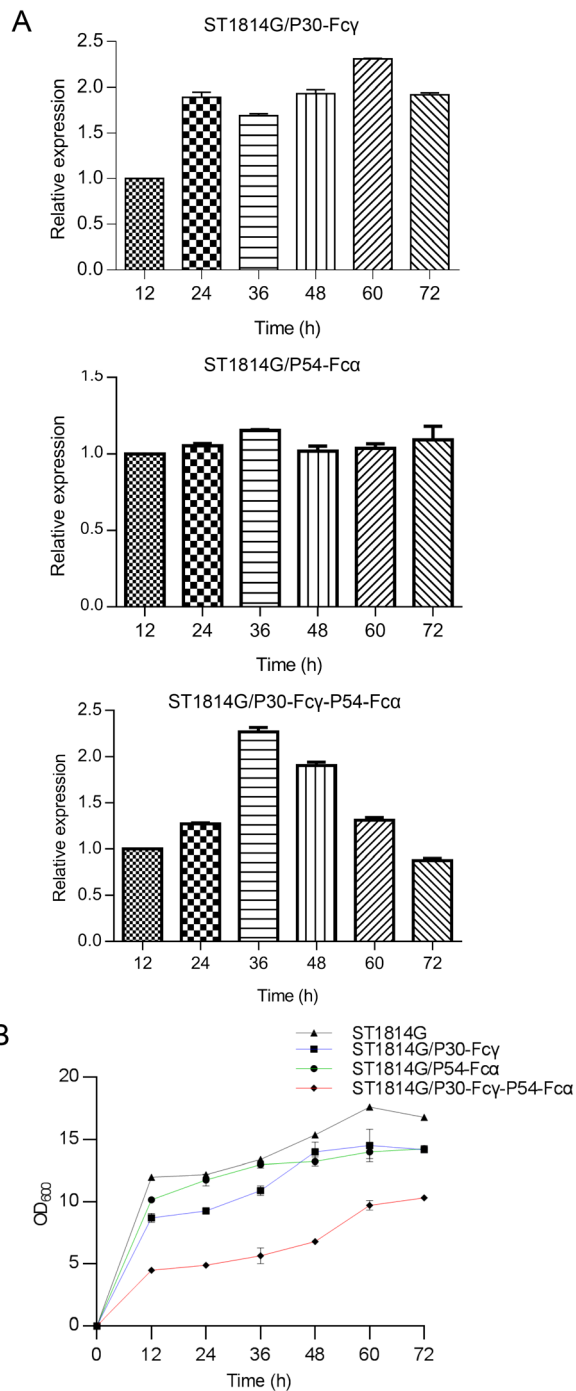 A
ST1814G/P30-Fcγ
Relative expression
2.5
2.0
1.5
1.0
0.5
0.0
12 24 36 48 60 72
Time (h)
ST1814G/P54-Fcα
Relative expression
1.5
1.0
0.5
0.0
12 24 36 48 60 72
Time (h)
ST1814G/P30-Fcγ-P54-Fcα
Relative expression
2.5
2.0
1.5
1.0
0.5
0.0
12 24 36 48 60 72
Time (h)
B
ST1814G
ST1814G/P30-Fcγ
ST1814G/P54-Fcα
ST1814G/P30-Fcγ-P54-Fcα
OD600
20
15
10
5
0
0 12 24 36 48 60 72
Time (h)